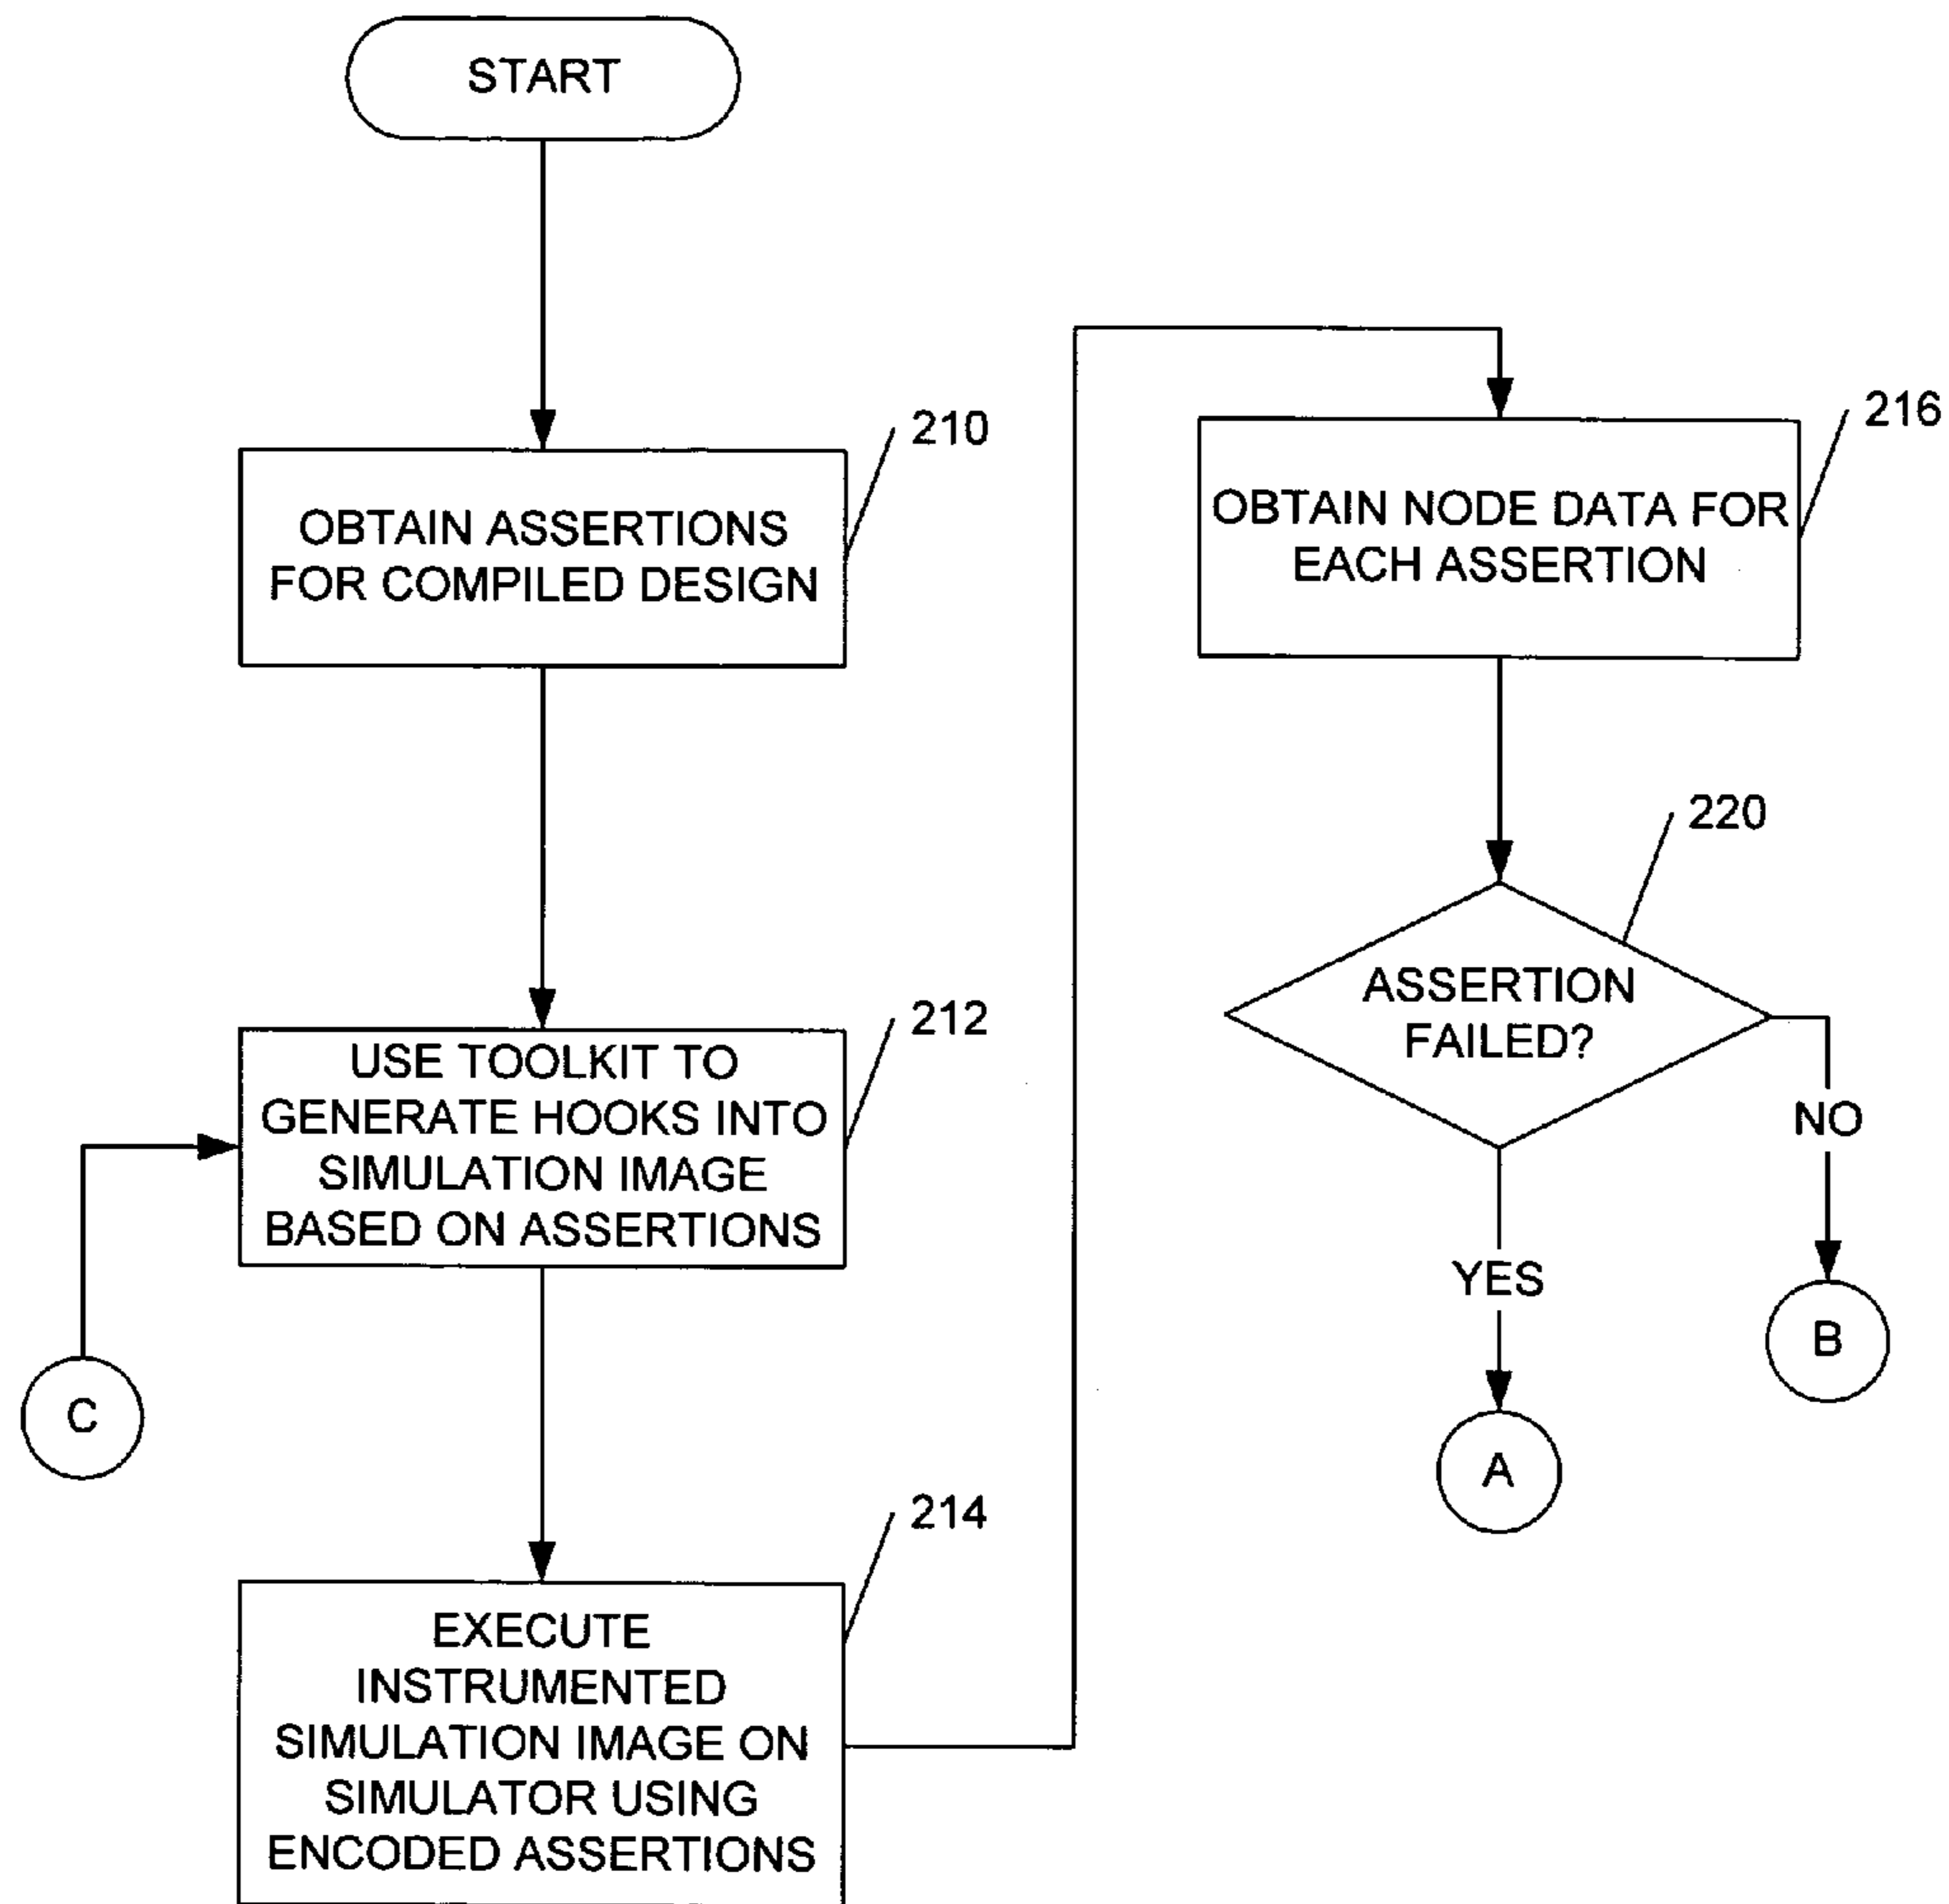 START
210
OBTAIN ASSERTIONS
FOR COMPILED DESIGN
212
USE TOOLKIT TO
GENERATE HOOKS INTO
SIMULATION IMAGE
BASED ON ASSERTIONS
C
214
EXECUTE
INSTRUMENTED
SIMULATION IMAGE ON
SIMULATOR USING
ENCODED ASSERTIONS
216
OBTAIN NODE DATA FOR
EACH ASSERTION
220
ASSERTION
FAILED?
NO
YES
B
A